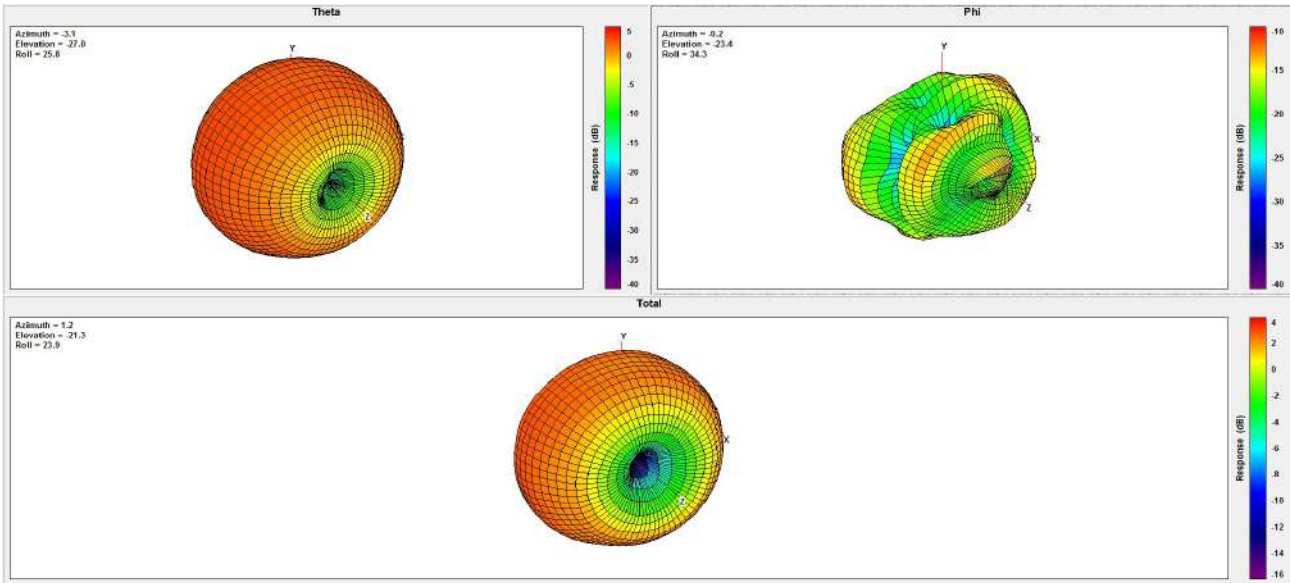 Theta
Azimuth = -3.1
Elevation = -27.0
Roll = 25.8
Y
Z
5
0
-5
-10
-15
-20
-25
-30
-35
-40
Response (dB)
Phi
Azimuth = -0.2
Elevation = -23.4
Roll = 34.3
Y
X
Z
-10
-15
-20
-25
-30
-35
-40
Response (dB)
Total
Azimuth = 1.2
Elevation = -21.3
Roll = 23.9
Y
X
Z
4
2
0
-2
-4
-6
-8
-10
-12
-14
-16
Response (dB)